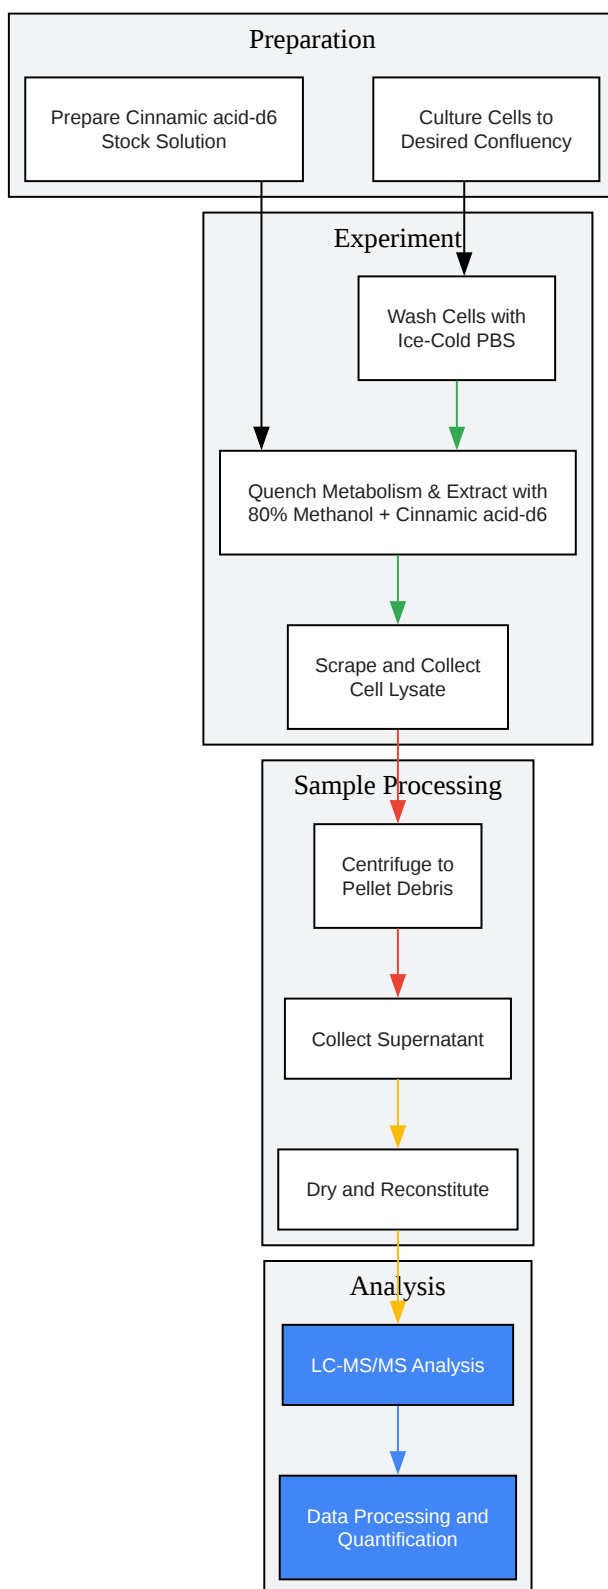 Preparation
Prepare Cinnamic acid-d6
Stock Solution
Culture Cells to
Desired Confluency
Experiment
Wash Cells with
Ice-Cold PBS
Quench Metabolism & Extract with
80% Methanol + Cinnamic acid-d6
Scrape and Collect
Cell Lysate
Sample Processing
Centrifuge to
Pellet Debris
Collect Supernatant
Dry and Reconstitute
Analysis
LC-MS/MS Analysis
Data Processing and
Quantification